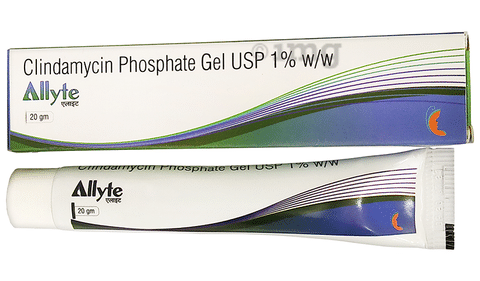 1mg
Clindamycin Phosphate Gel USP 1% w/w
Allyte
एलाइट
20 gm
Clindamycin Phosphate Gel USP 1% w/w
Allyte
एलाइट
20 gm